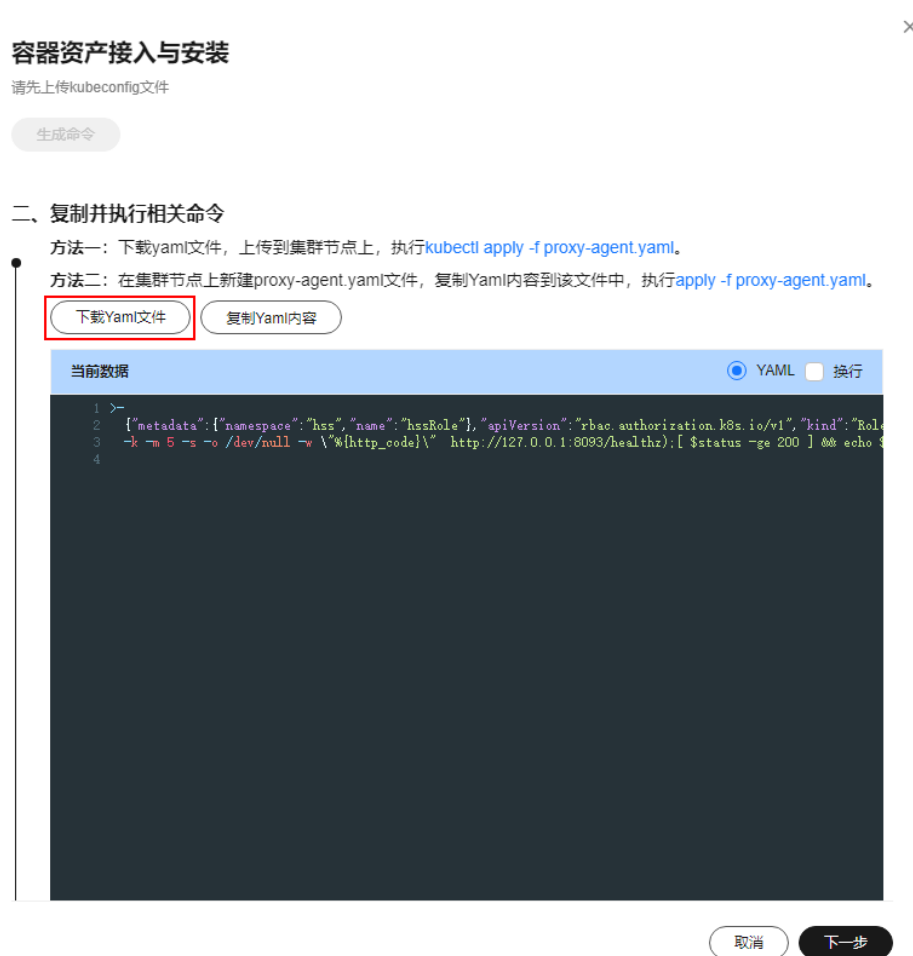 容器资产接入与安装
请先上传kubeconfig文件
生成命令
二、复制并执行相关命令
方法一：下载yaml文件，上传到集群节点上，执行kubectl apply -f proxy-agent.yaml。
方法二：在集群节点上新建proxy-agent.yaml文件，复制Yaml内容到该文件中，执行apply -f proxy-agent.yaml。
下载Yaml文件 复制Yaml内容
当前数据 YAML 换行
1 >-
2 {"metadata":{"namespace":"hss","name":"hssRole"},"apiVersion":"rbac.authorization.k8s.io/v1","kind":"Role
3 -k -m 5 -s -o /dev/null -w \"%{http_code}\" http://127.0.0.1:8093/healthz);[ $status -ge 200 ] && echo $
4
取消 下一步